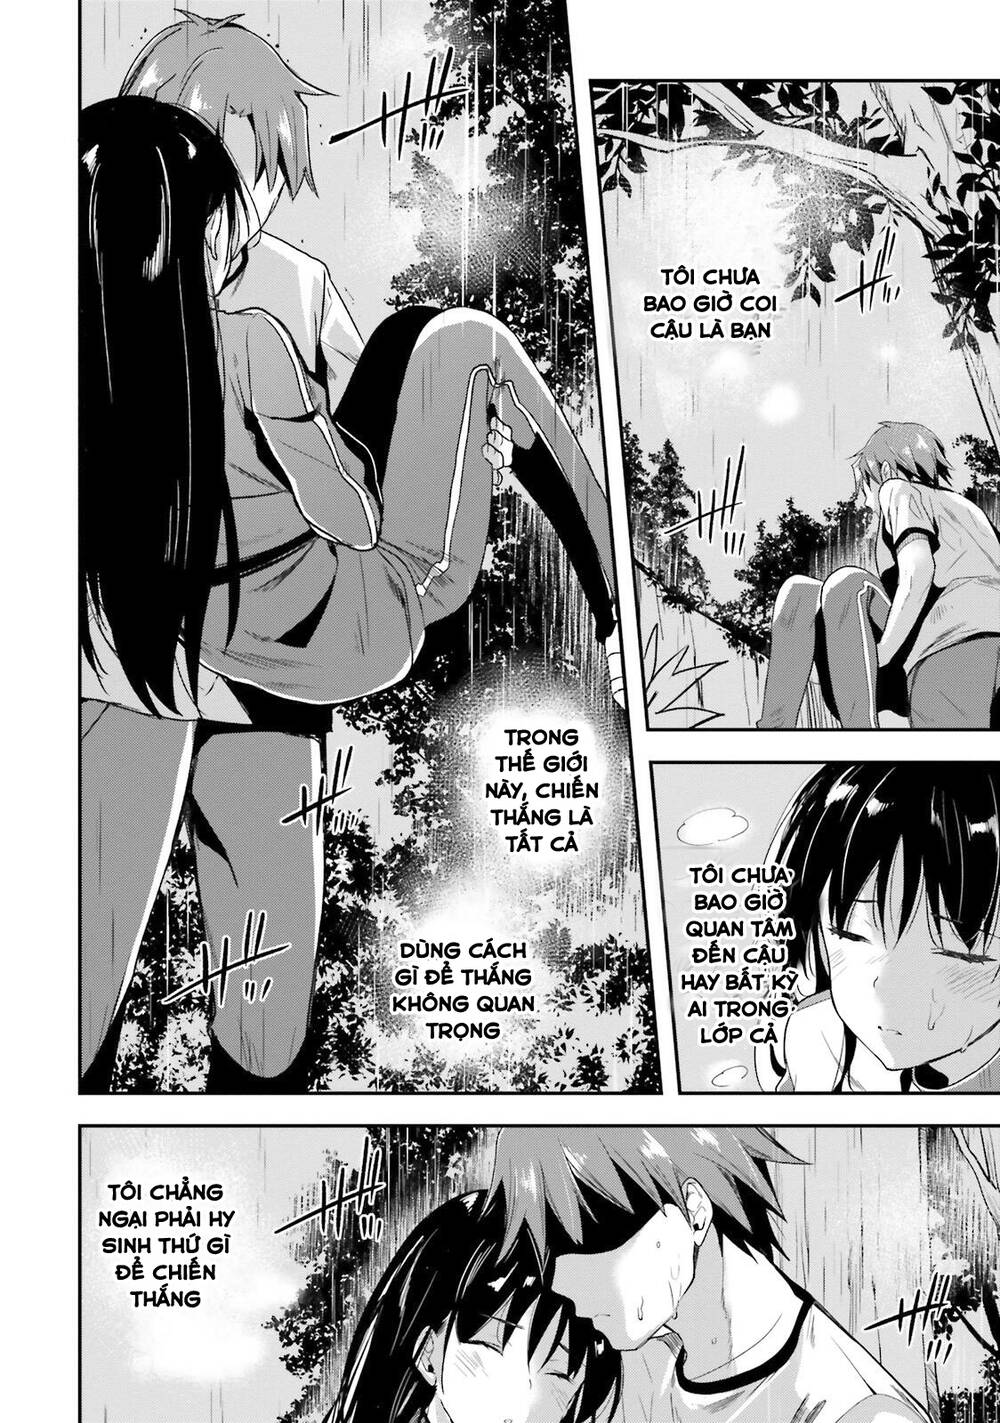 TÔI CHƯA
BAO GIỜ COI
CẬU LÀ BẠN
TÔI CHƯA
BAO GIỜ
QUAN TÂM
ĐẾN CẬU
HAY BẤT KỲ
AI TRONG
LỚP CẢ
TRONG
THẾ GIỚI
NÀY, CHIẾN
THẮNG LÀ
TẤT CẢ
DÙNG CÁCH
GÌ ĐỂ THẮNG
KHÔNG QUAN
TRỌNG
TÔI CHẲNG
NGẠI PHẢI HY
SINH THỨ GÌ
ĐỂ CHIẾN
THẮNG